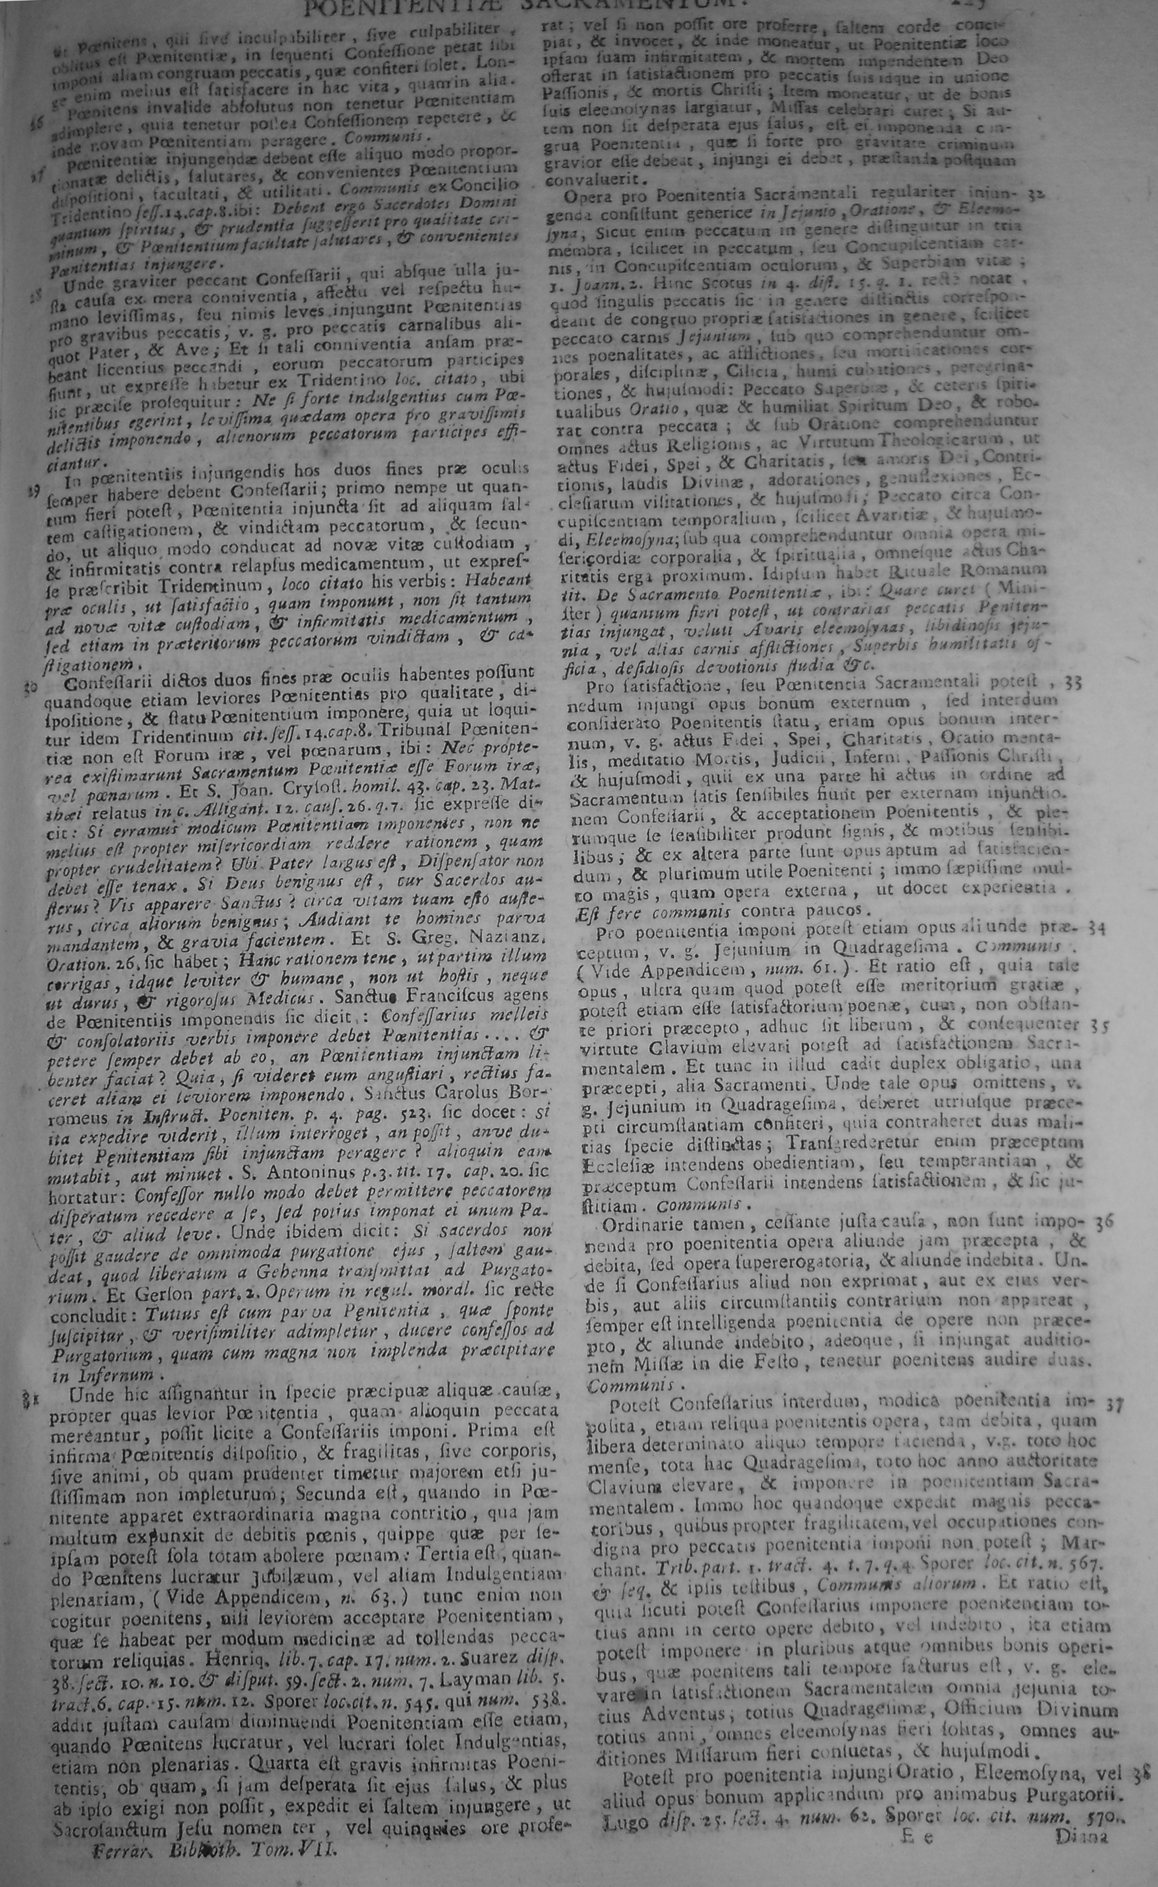 POENITENTIÆ SACRAMENTUM.
ut Pœnitens, qui sive inculpabiliter, sive culpabiliter,
oblitus est Pœnitentiæ, in sequenti Confessione petat sibi
imponi aliam congruam peccatis, quæ confiteri solet. Lon-
ge enim melius est satisfacere in hac vita, quam in alia.
Pœnitens invalide absolutus non tenetur Pœnitentiam
adimplere, quia tenetur postea Confessionem repetere, &
inde novam Pœnitentiam peragere. Communis.
27 Pœnitentiæ injungendæ debent esse aliquo modo propor-
tionatæ delictis, salutares, & convenientes Pœnitentium
dispositioni, facultati, & utilitati. Communis ex Concilio
Tridentino sess. 14. cap. 8. ibi: Debent ergo Sacerdotes Domini
quantum spiritus, & prudentia suggesserit pro qualitate cri-
minum, & Pœnitentium facultate salutares, & convenientes
Pœnitentias injungere.
28 Unde graviter peccant Confessarii, qui absque ulla ju-
sta causa ex mera conniventia, affectu vel respectu hu-
mano levissimas, seu nimis leves injungunt Pœnitentias
pro gravibus peccatis, v. g. pro peccatis carnalibus ali-
quot Pater, & Ave; Et si tali conniventia ansam præ-
beant licentius peccandi, eorum peccatorum participes
fiunt, ut expresse habetur ex Tridentino loc. citato, ubi
sic præcise prosequitur: Ne si forte indulgentius cum Pœ-
nitentibus egerint, levissima quædam opera pro gravissimis
delictis imponendo, alienorum peccatorum participes effi-
ciantur.
29 In pœnitentiis injungendis hos duos fines præ oculis
semper habere debent Confessarii; primo nempe ut quan-
tum fieri potest, Pœnitentia injuncta sit ad aliquam sal-
tem castigationem, & vindictam peccatorum, & secun-
do, ut aliquo modo conducat ad novæ vitæ custodiam,
& infirmitatis contra relapsus medicamentum, ut expres-
se præscribit Tridentinum, loco citato his verbis: Habeant
præ oculis, ut satisfactio, quam imponunt, non sit tantum
ad novæ vitæ custodiam, & infirmitatis medicamentum,
sed etiam in præteritorum peccatorum vindictam, & ca-
stigationem.
30 Confessarii dictos duos fines præ oculis habentes possunt
quandoque etiam leviores Pœnitentias pro qualitate, di-
spositione, & statu Pœnitentium imponere, quia ut loqui-
tur idem Tridentinum cit. sess. 14. cap. 8. Tribunal Pœniten-
tiæ non est Forum iræ, vel pœnarum, ibi: Nec propte-
rea existimarunt Sacramentum Pœnitentiæ esse Forum iræ,
vel pœnarum. Et S. Joan. Crysost. homil. 43. cap. 23. Mat-
thæi relatus in c. Alligant. 12. caus. 26. q. 7. sic expresse di-
cit: Si erramus modicum Pœnitentiam imponentes, non ne
melius est propter misericordiam reddere rationem, quam
propter crudelitatem? Ubi Pater largus est, Dispensator non
debet esse tenax. Si Deus benignus est, cur Sacerdos au-
sterus? Vis apparere Sanctus? circa vitam tuam esto auste-
rus, circa aliorum benignus; Audiant te homines parva
mandantem, & gravia facientem. Et S. Greg. Nazianz.
Oration. 26. sic habet; Hanc rationem tene, ut partim illum
corrigas, idque leviter & humane, non ut hostis, neque
ut durus, & rigorosus Medicus. Sanctus Franciscus agens
de Pœnitentiis imponendis sic dicit: Confessarius melleis
& consolatoriis verbis imponere debet Pœnitentias .... &
petere semper debet ab eo, an Pœnitentiam injunctam li-
benter faciat? Quia, si videret eum angustiari, rectius fa-
ceret aliam ei leviorem imponendo. Sanctus Carolus Bor-
romeus in Instruct. Poeniten. p. 4. pag. 523. sic docet: si
ita expedire viderit, illum interroget, an possit, anve du-
bitet Pœnitentiam sibi injunctam peragere? alioquin eam
mutabit, aut minuet. S. Antoninus p. 3. tit. 17. cap. 20. sic
hortatur: Confessor nullo modo debet permittere peccatorem
disperatum recedere a se, sed potius imponat ei unum Pa-
ter, & aliud leve. Unde ibidem dicit: Si sacerdos non
possit gaudere de omnimoda purgatione ejus, saltem gau-
deat, quod liberatum a Gehenna transmittat ad Purgato-
rium. Et Gerson part. 2. Operum in regul. moral. sic recte
concludit: Tutius est cum parva Pœnitentia, quæ sponte
suscipitur, & verisimiliter adimpletur, ducere confessos ad
Purgatorium, quam cum magna non implenda præcipitare
in Infernum.
31 Unde hic assignantur in specie præcipuæ aliquæ causæ,
propter quas levior Pœnitentia, quam alioquin peccata
mereantur, possit licite a Confessariis imponi. Prima est
infirma Pœnitentis dispositio, & fragilitas, sive corporis,
sive animi, ob quam prudenter timetur majorem etsi ju-
stissimam non impleturum; Secunda est, quando in Pœ-
nitente apparet extraordinaria magna contritio, qua jam
multum expunxit de debitis pœnis, quippe quæ per se-
ipsam potest sola totam abolere pœnam: Tertia est, quan-
do Pœnitens lucratur Jubilæum, vel aliam Indulgentiam
plenariam, (Vide Appendicem, n. 63.) tunc enim non
cogitur poenitens, nisi leviorem acceptare Poenitentiam,
quæ se habeat per modum medicinæ ad tollendas pecca-
torum reliquias. Henriq. lib. 7. cap. 17. num. 2. Suarez disp.
38. sect. 10. n. 10. & disput. 59. sect. 2. num. 7. Layman lib. 5.
tract. 6. cap. 15. num. 12. Sporer loc. cit. n. 545. qui num. 538.
addit justam causam diminuendi Poenitentiam esse etiam,
quando Pœnitens lucratur, vel lucrari solet Indulgentias,
etiam non plenarias. Quarta est gravis infirmitas Poeni-
tentis, ob quam, si jam desperata sit ejus salus, & plus
ab ipso exigi non possit, expedit ei saltem injungere, ut
Sacrosanctum Jesu nomen ter, vel quinquies ore profe-
Ferrar. Biblioth. Tom. VII.
rat; vel si non possit ore proferre, saltem corde conci-
piat, & invocet, & inde moneatur, ut Poenitentiæ loco
ipsam suam infirmitatem, & mortem impendentem Deo
offerat in satisfactionem pro peccatis suis idque in unione
Passionis, & mortis Christi; Item moneatur, ut de bonis
suis eleemosynas largiatur, Missas celebrari curet; Si au-
tem non sit desperata ejus salus, est ei imponenda con-
grua Poenitentia, quæ si forte pro gravitate criminum
gravior esse debeat, injungi ei debet, præstanda postquam
convaluerit.
Opera pro Poenitentia Sacramentali regulariter injun- 32
genda consistunt generice in Jejunio, Oratione, & Eleemo-
syna, Sicut enim peccatum in genere distinguitur in tria
membra, scilicet in peccatum, seu Concupiscentiam car-
nis, in Concupiscentiam oculorum, & Superbiam vitæ;
1. Joann. 2. Hinc Scotus in 4. dist. 15. q. 1. recte notat,
quod singulis peccatis sic in genere distinctis correspon-
deant de congruo propriæ satisfactiones in genere, scilicet
peccato carnis Jejunium, sub quo comprehenduntur om-
nes poenalitates, ac afflictiones, seu mortificationes cor-
porales, disciplinæ, Cilicia, humi cubitiones, peregrina-
tiones, & hujusmodi: Peccato Superbiæ, & ceteris spiri-
tualibus Oratio, quæ & humiliat Spiritum Deo, & robo-
rat contra peccata; & sub Oratione comprehenduntur
omnes actus Religionis, ac Virtutum Theologicarum, ut
actus Fidei, Spei, & Charitatis, seu amoris Dei, Contri-
tionis, laudis Divinæ, adorationes, genuflexiones, Ec-
clesiarum visitationes, & hujusmodi; Peccato circa Con-
cupiscentiam temporalium, scilicet Avaritiæ, & hujusmo-
di, Eleemosyna; sub qua comprehenduntur omnia opera mi-
sericordiæ corporalia, & spiritualia, omnesque actus Cha-
ritatis erga proximum. Idipsum habet Rituale Romanum
tit. De Sacramento Poenitentiæ, ibi: Quare curet (Mini-
ster) quantum fieri potest, ut contrarias peccatis Pœniten-
tias injungat, veluti Avaris eleemosynas, libidinosis jeju-
nia, vel alias carnis afflictiones, Superbis humilitatis of-
ficia, desidiosis devotionis studia &c.
Pro satisfactione, seu Pœnitentia Sacramentali potest, 33
nedum injungi opus bonum externum, sed interdum
considerato Poenitentis statu, etiam opus bonum inter-
num, v. g. actus Fidei, Spei, Charitatis, Oratio menta-
lis, meditatio Mortis, Judicii, Inferni, Passionis Christi,
& hujusmodi, quii ex una parte hi actus in ordine ad
Sacramentum satis sensibiles fiunt per externam injunctio-
nem Confessarii, & acceptationem Poenitentis, & ple-
rumque se sensibiliter produnt signis, & motibus sensibi-
libus; & ex altera parte sunt opus aptum ad satisfacien-
dum, & plurimum utile Poenitenti; immo sæpissime mul-
to magis, quam opera externa, ut docet experientia.
Est fere communis contra paucos.
Pro poenitentia imponi potest etiam opus aliunde præ- 34
ceptum, v. g. Jejunium in Quadragesima. Communis.
(Vide Appendicem, num. 61.). Et ratio est, quia tale
opus, ultra quam quod potest esse meritorium gratiæ,
potest etiam esse satisfactorium poenæ, cum, non obstan-
te priori præcepto, adhuc sit liberum, & consequenter 35
virtute Clavium elevari potest ad satisfactionem Sacra-
mentalem. Et tunc in illud cadit duplex obligatio, una
præcepti, alia Sacramenti. Unde tale opus omittens, v.
g. Jejunium in Quadragesima, deberet utriusque præce-
pti circumstantiam confiteri, quia contraheret duas mali-
tias specie distinctas; Transgrederetur enim præceptum
Ecclesiæ intendens obedientiam, seu temperantiam, &
præceptum Confessarii intendens satisfactionem, & sic ju-
stitiam. Communis.
Ordinarie tamen, cessante justa causa, non sunt impo- 36
nenda pro poenitentia opera aliunde jam præcepta, &
debita, sed opera supererogatoria, & aliunde indebita. Un-
de si Confessarius aliud non exprimat, aut ex ejus ver-
bis, aut aliis circumstantiis contrarium non appareat,
semper est intelligenda poenitentia de opere non præce-
pto, & aliunde indebito, adeoque, si injungat auditio-
nem Missæ in die Festo, tenetur poenitens audire duas.
Communis.
Potest Confessarius interdum, modica poenitentia im- 37
posita, etiam reliqua poenitentis opera, tam debita, quam
libera determinato aliquo tempore facienda, v.g. toto hoc
mense, tota hac Quadragesima, toto hoc anno auctoritate
Clavium elevare, & imponere in poenitentiam Sacra-
mentalem. Immo hoc quandoque expedit magnis pecca-
toribus, quibus propter fragilitatem, vel occupationes con-
digna pro peccatis poenitentia imponi non potest; Mar-
chant. Trib. part. 1. tract. 4. t. 7. q. 4 Sporer loc. cit. n. 567.
& seq. & ipsis testibus, Communis aliorum. Et ratio est,
quia sicuti potest Confessarius imponere poenitentiam to-
tius anni in certo opere debito, vel indebito, ita etiam
potest imponere in pluribus atque omnibus bonis operi-
bus, quæ poenitens tali tempore facturus est, v. g. ele-
vare in satisfactionem Sacramentalem omnia jejunia to-
tius Adventus; totius Quadragesimæ, Officium Divinum
totius anni, omnes eleemosynas fieri solitas, omnes au-
ditiones Missarum fieri consuetas, & hujusmodi.
Potest pro poenitentia injungi Oratio, Eleemosyna, vel 38
aliud opus bonum applicandum pro animabus Purgatorii.
Lugo disp. 25. sect. 4. num. 62. Sporer loc. cit. num. 570.
E e Diana